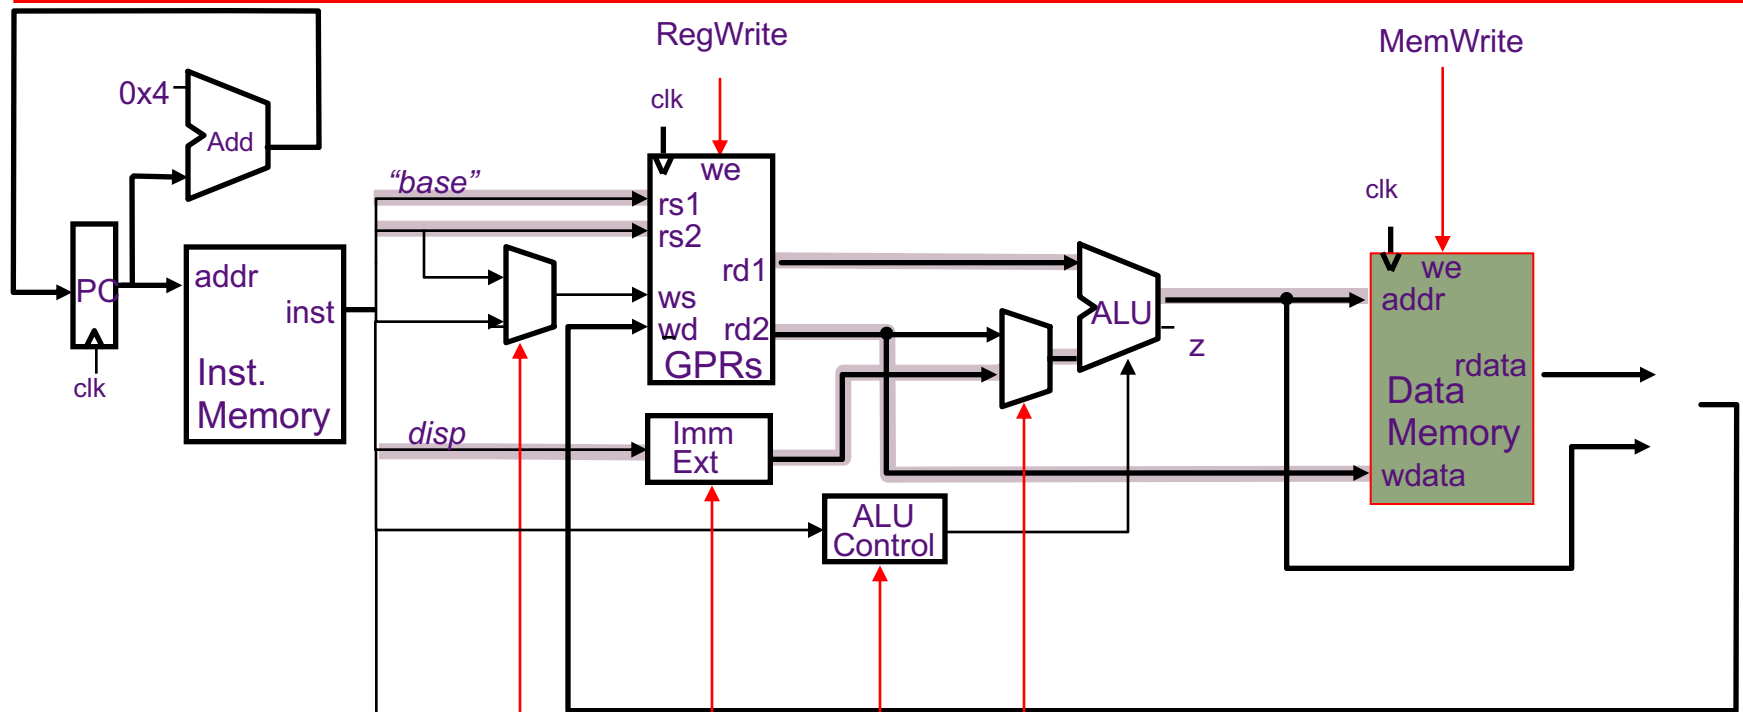 RegWrite
MemWrite
0x4
Add
clk
we
"base"
rs1
rs2
rd1
ws
wd
rd2
GPRs
PC
clk
addr
inst
Inst.
Memory
disp
Imm
Ext
ALU
Control
ALU
z
clk
we
addr
rdata
Data
Memory
wdata